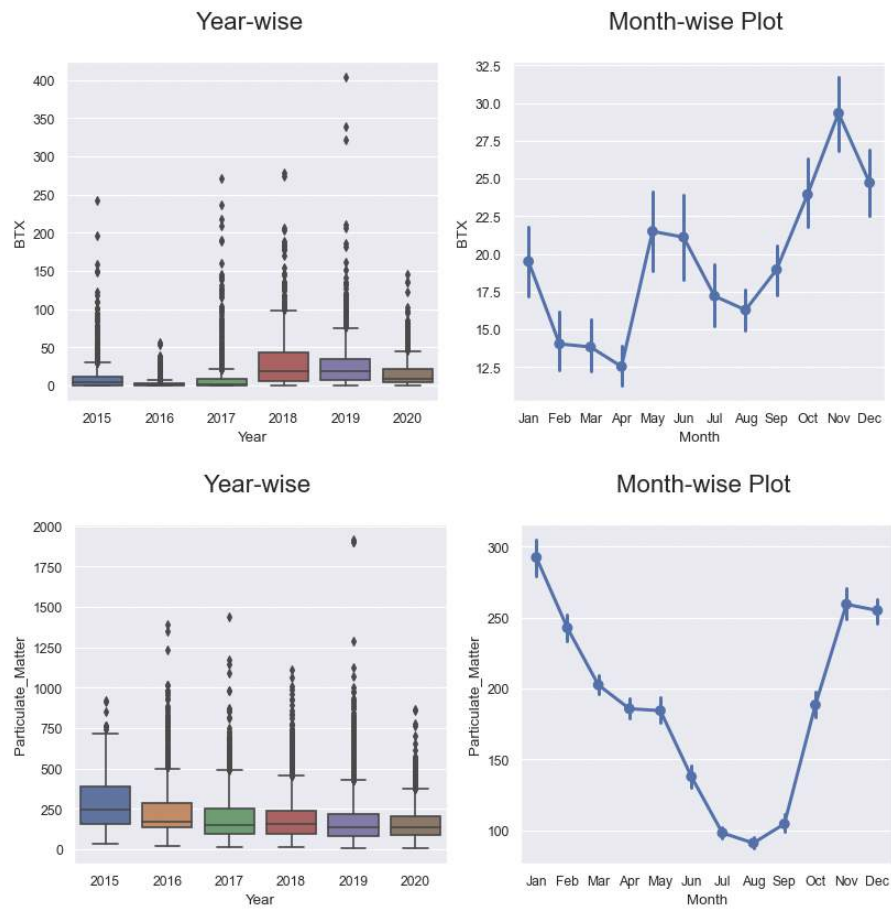 Year-wise
Month-wise Plot
400
350
300
250
200
150
100
50
0
BTX
2015 2016 2017 2018 2019 2020
Year
32.5
30.0
27.5
25.0
22.5
20.0
17.5
15.0
12.5
BTX
Jan Feb Mar Apr May Jun Jul Aug Sep Oct Nov Dec
Month
Year-wise
Month-wise Plot
2000
1750
1500
1250
1000
750
500
250
0
Particulate_Matter
2015 2016 2017 2018 2019 2020
Year
300
250
200
150
100
Particulate_Matter
Jan Feb Mar Apr May Jun Jul Aug Sep Oct Nov Dec
Month